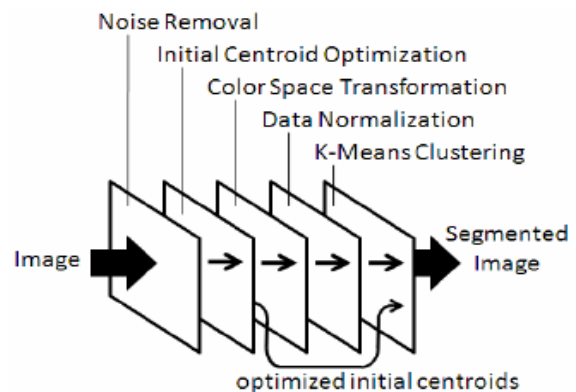 Noise Removal
Initial Centroid Optimization
Color Space Transformation
Data Normalization
K-Means Clustering
Image
Segmented
Image
optimized initial centroids